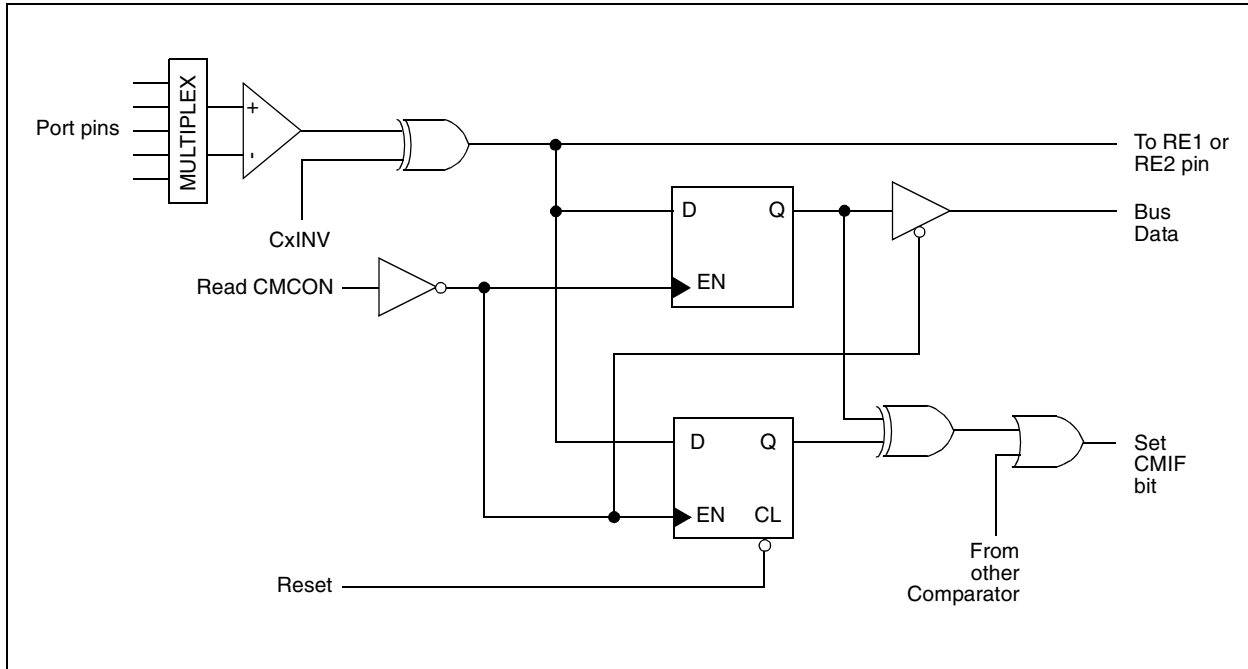 MULTIPLEX
Port pins
+
-
CxINV
To RE1 or
RE2 pin
D
Q
EN
Bus
Data
Read CMCON
D
Q
EN
CL
Set
CMIF
bit
From
other
Comparator
Reset